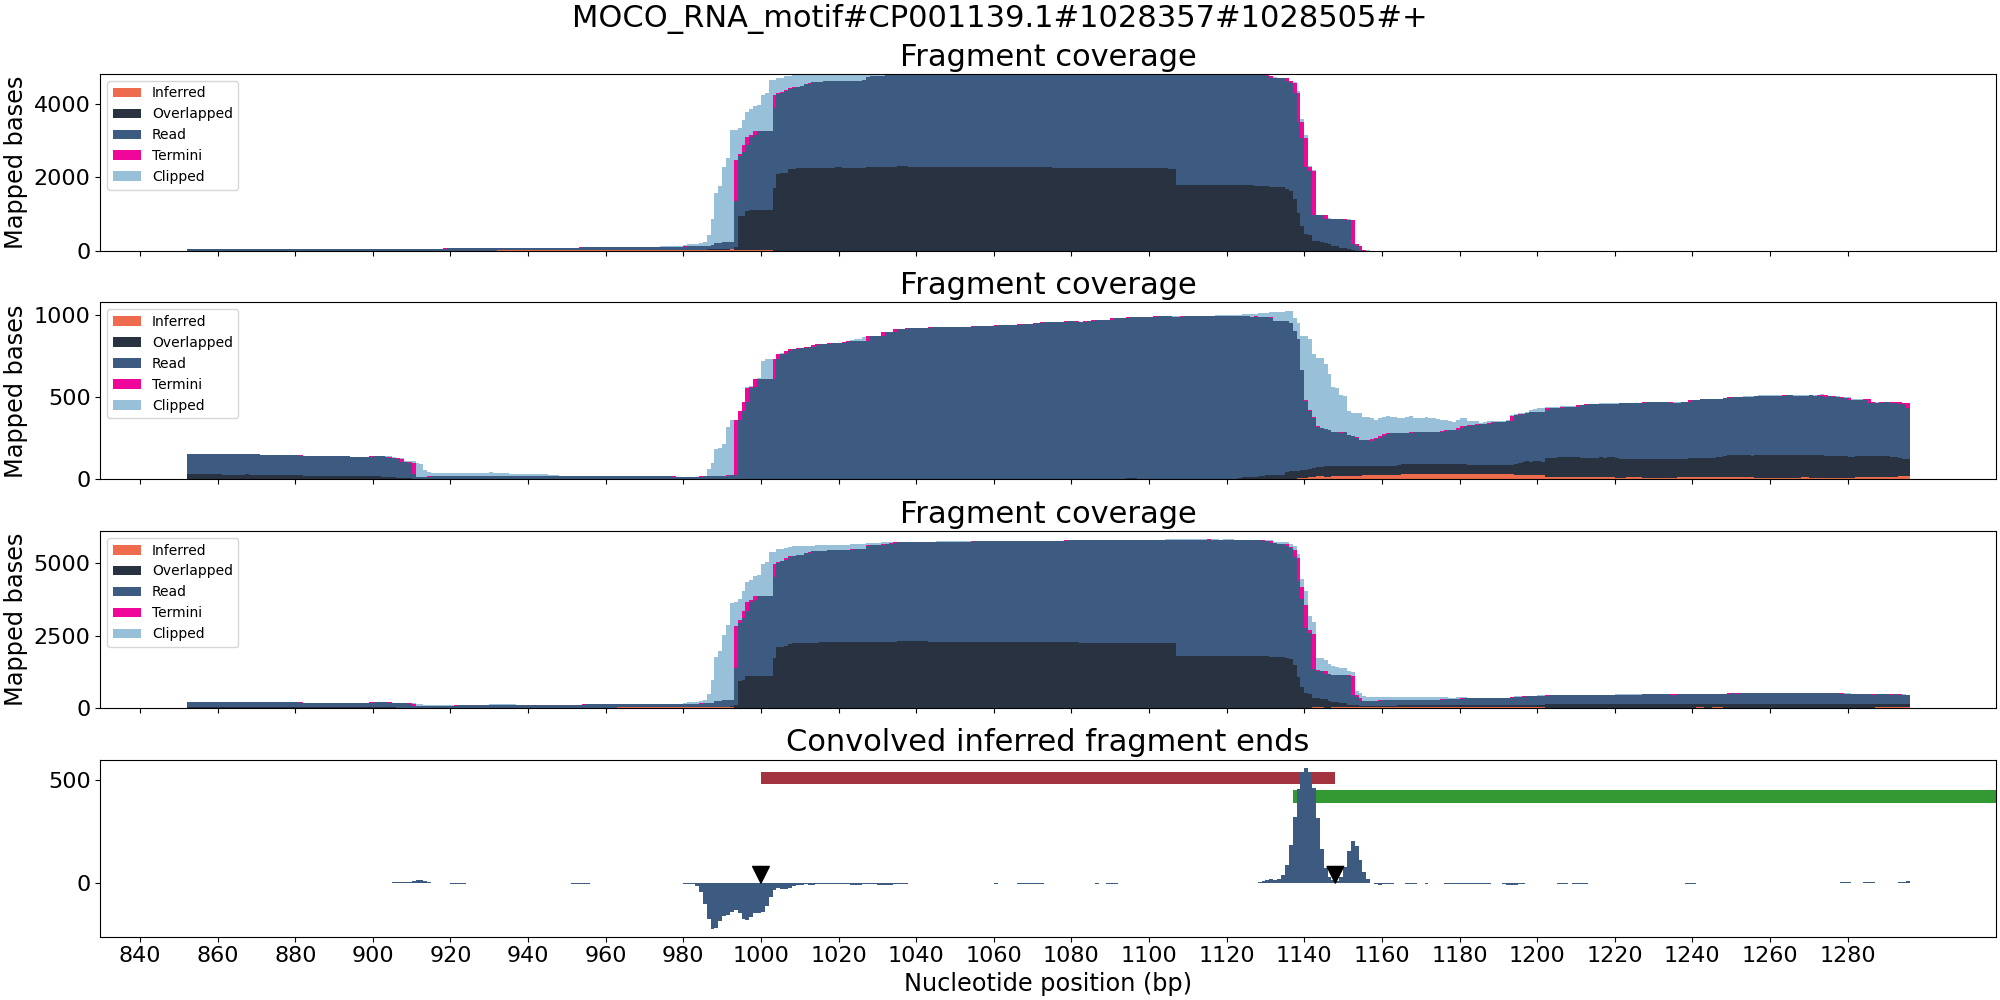 MOCO_RNA_motif#CP001139.1#1028357#1028505#+
Fragment coverage
Mapped bases
4000
2000
0
Inferred
Overlapped
Read
Termini
Clipped
Fragment coverage
Mapped bases
1000
500
0
Inferred
Overlapped
Read
Termini
Clipped
Fragment coverage
Mapped bases
5000
2500
0
Inferred
Overlapped
Read
Termini
Clipped
Convolved inferred fragment ends
500
0
840 860 880 900 920 940 960 980 1000 1020 1040 1060 1080 1100 1120 1140 1160 1180 1200 1220 1240 1260 1280
Nucleotide position (bp)